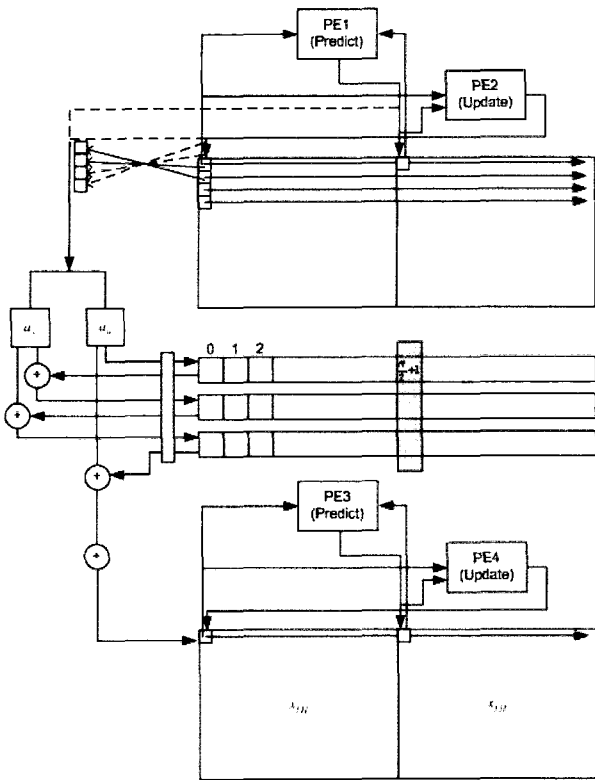 PE1
(Predict)
PE2
(Update)
0 1 2
+
+
+
+
PE3
(Predict)
PE4
(Update)